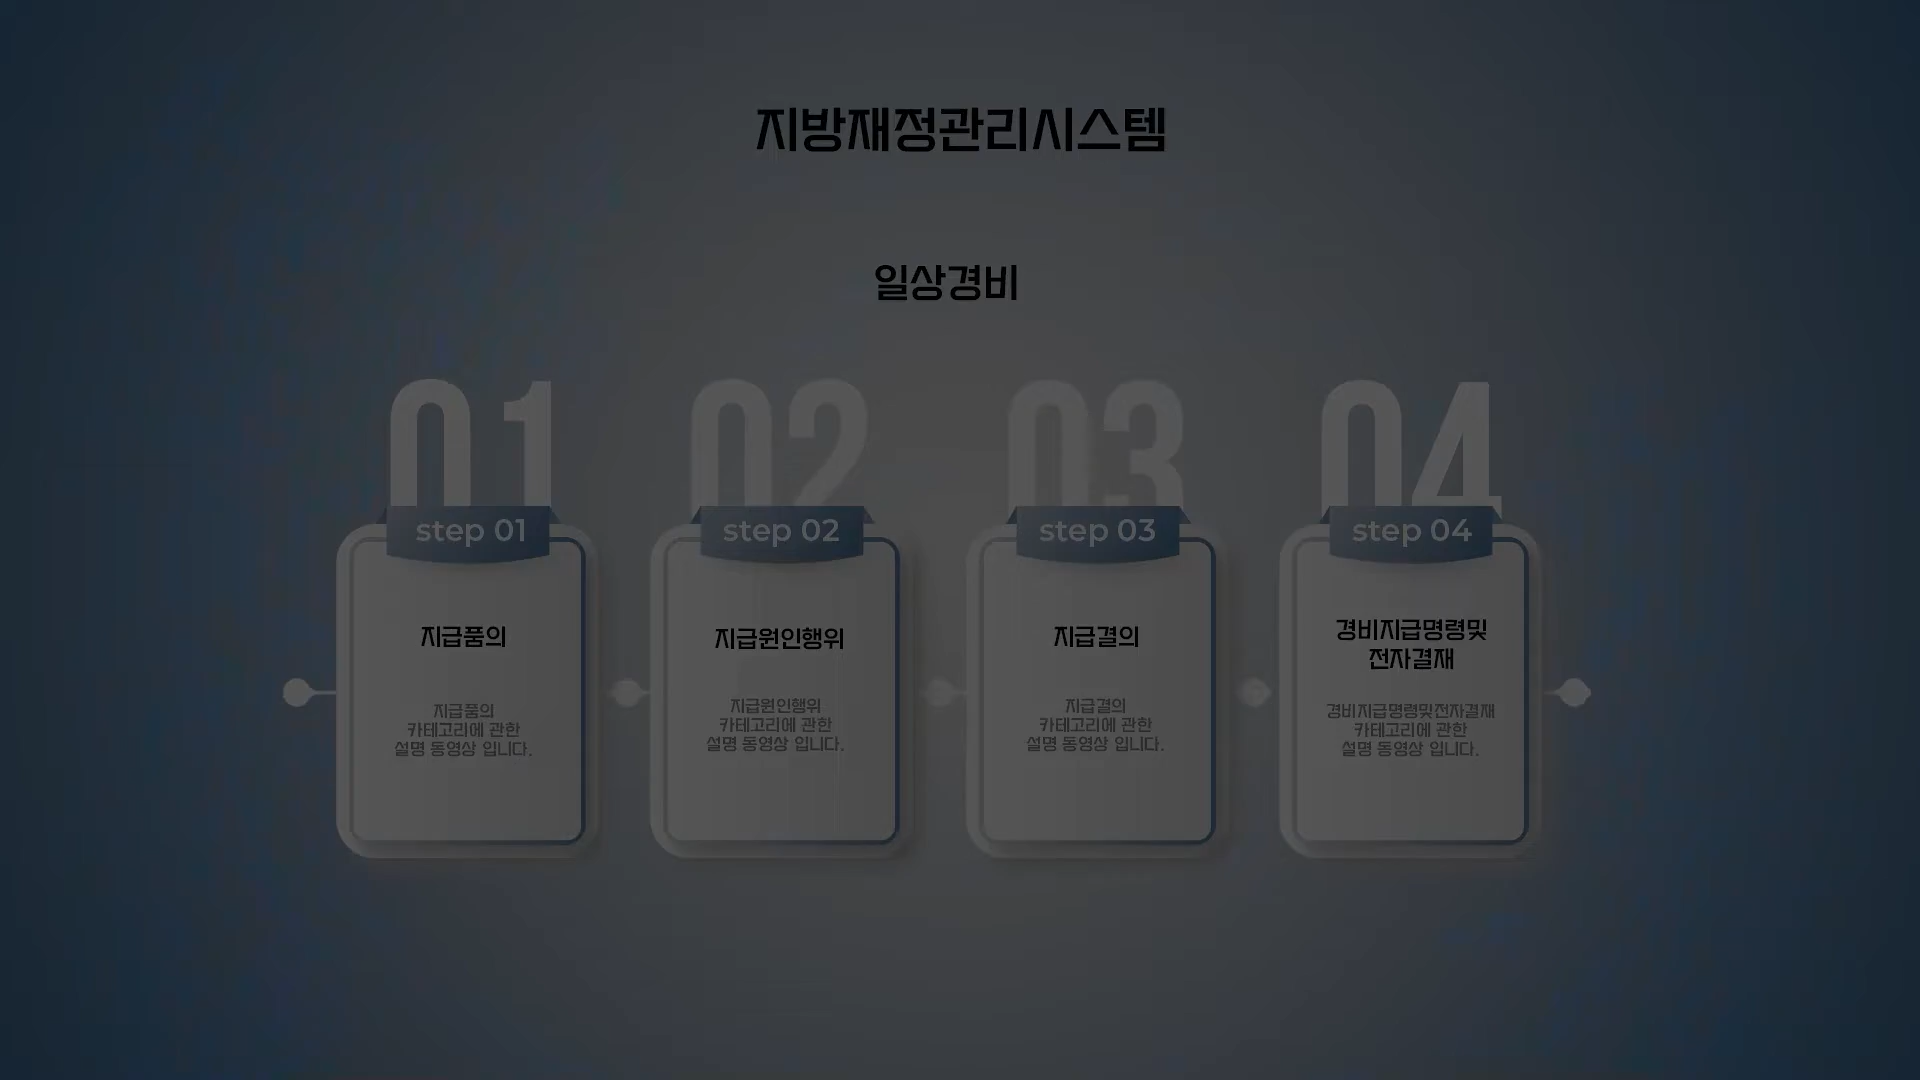 지방재정관리시스템
일상경비
01
step 01
지급품의
지급품의
카테고리에 관한
설명 동영상 입니다.
02
step 02
지급원인행위
지급원인행위
카테고리에 관한
설명 동영상 입니다.
03
step 03
지급결의
지급결의
카테고리에 관한
설명 동영상 입니다.
04
step 04
경비지급명령및
전자결재
경비지급명령및전자결재
카테고리에 관한
설명 동영상 입니다.